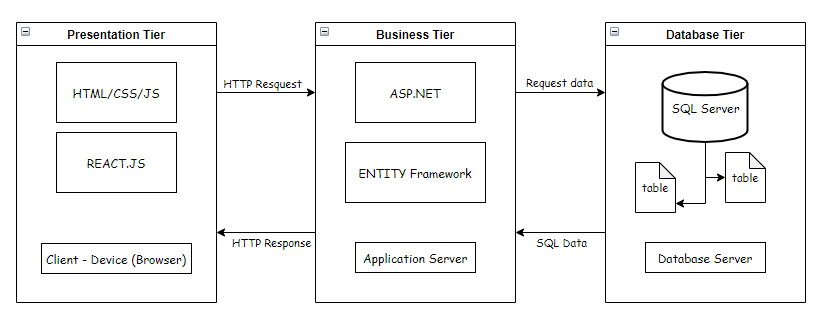 Presentation Tier
Business Tier
Database Tier
HTML/CSS/JS
HTTP Resquest
ASP.NET
Request data
SQL Server
REACT.JS
ENTITY Framework
table
table
HTTP Response
SQL Data
Client - Device (Browser)
Application Server
Database Server